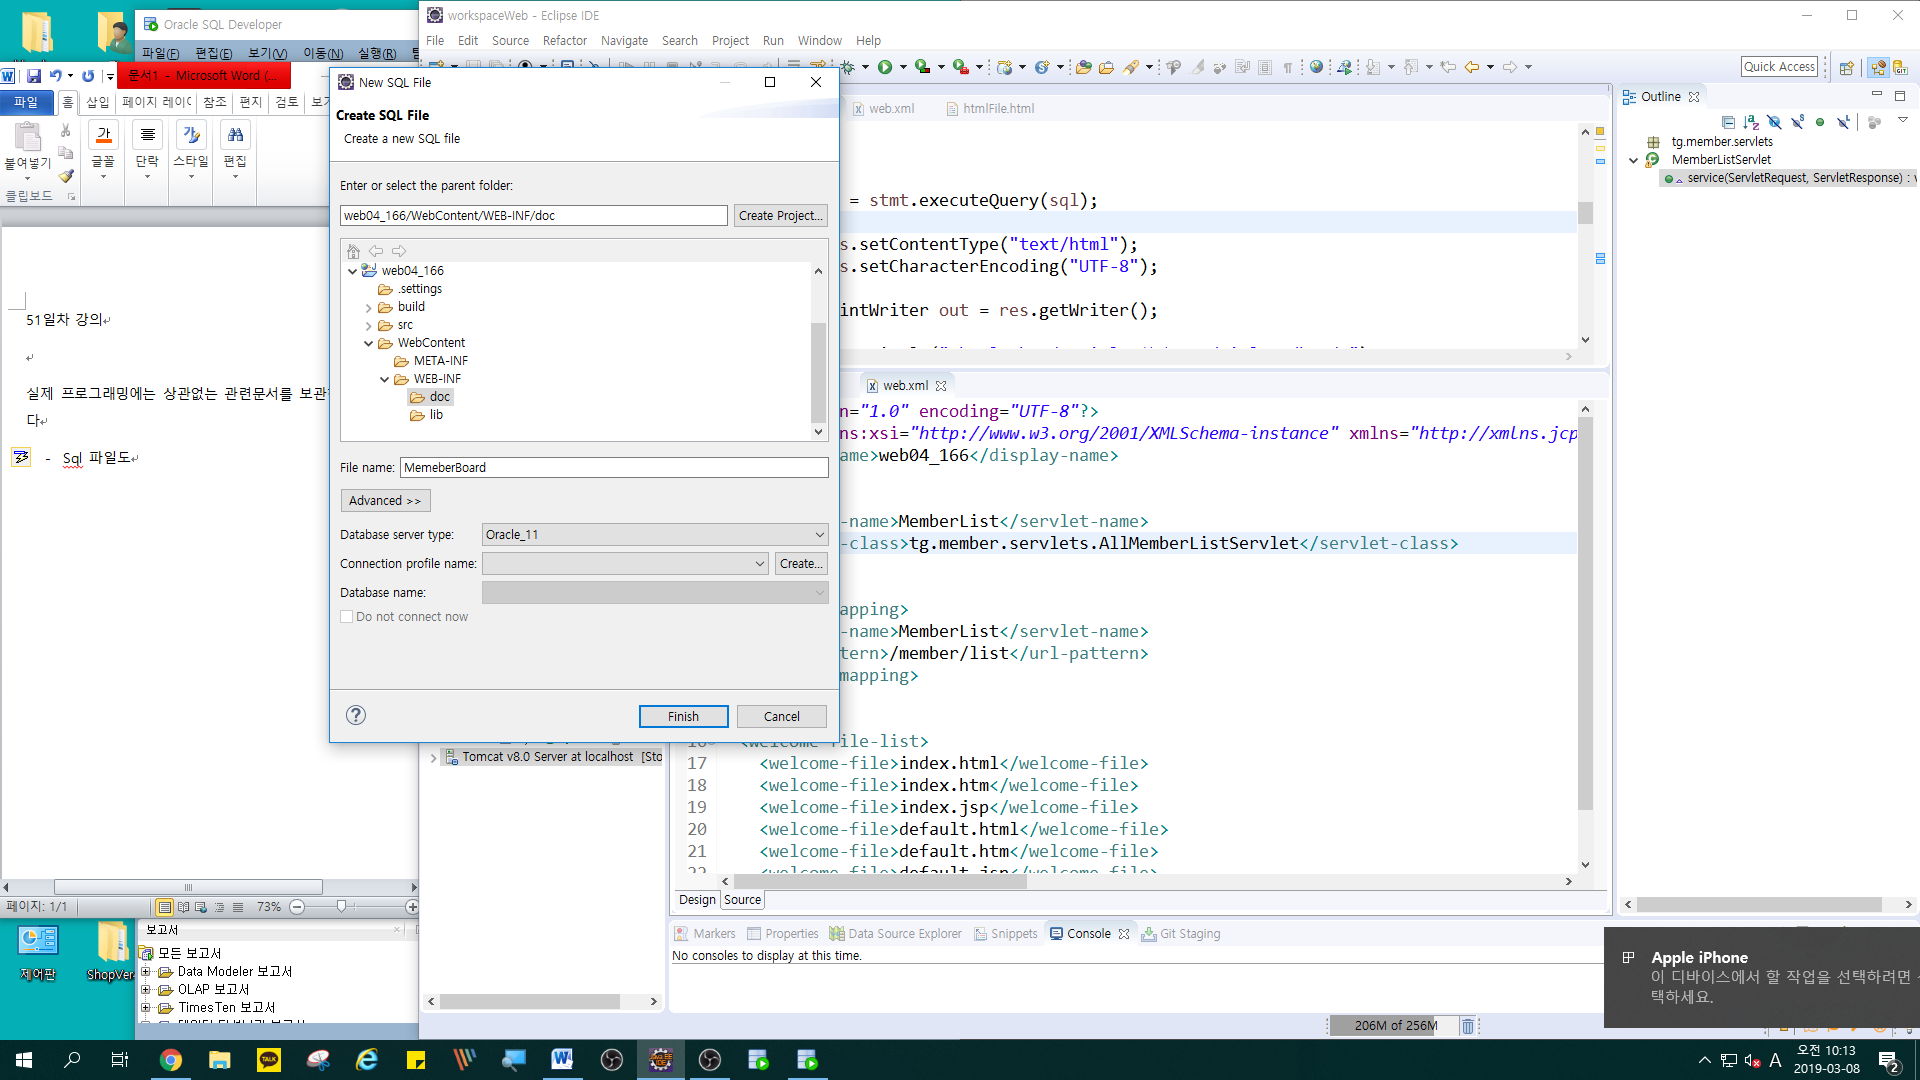 Oracle SQL Developer
파일(F) 편집(E) 보기(V) 이동(N) 실행(R)
문서1 - Microsoft Word (...
파일 홈 삽입 페이지 레이 참조 편지 검토 보기
붙여넣기 글꼴 단락 스타일 편집
클립보드
51일차 강의
실제 프로그래밍에는 상관없는 관련문서를 보관
다
- Sql 파일도
페이지: 1/1 73%
제어판
ShopVer
보고서
모든 보고서
Data Modeler 보고서
OLAP 보고서
TimesTen 보고서
workspaceWeb - Eclipse IDE
File Edit Source Refactor Navigate Search Project Run Window Help
Quick Access
New SQL File
Create SQL File
Create a new SQL file
Enter or select the parent folder:
web04_166/WebContent/WEB-INF/doc
Create Project...
web04_166
.settings
build
src
WebContent
META-INF
WEB-INF
doc
lib
File name: MemeberBoard
Advanced >>
Database server type: Oracle_11
Connection profile name: Create...
Database name:
Do not connect now
Finish Cancel
Tomcat v8.0 Server at localhost [Sto
web.xml htmlFile.html
= stmt.executeQuery(sql);
s.setContentType("text/html");
s.setCharacterEncoding("UTF-8");
intWriter out = res.getWriter();
web.xml
n="1.0" encoding="UTF-8"?>
ns:xsi="http://www.w3.org/2001/XMLSchema-instance" xmlns="http://xmlns.jcp
ame>web04_166</display-name>
-name>MemberList</servlet-name>
-class>tg.member.servlets.AllMemberListServlet</servlet-class>
apping>
-name>MemberList</servlet-name>
tern>/member/list</url-pattern>
mapping>
16 <welcome-file-list>
17 <welcome-file>index.html</welcome-file>
18 <welcome-file>index.htm</welcome-file>
19 <welcome-file>index.jsp</welcome-file>
20 <welcome-file>default.html</welcome-file>
21 <welcome-file>default.htm</welcome-file>
22 <welcome-file>default.jsp</welcome-file>
Design Source
Markers Properties Data Source Explorer Snippets Console Git Staging
No consoles to display at this time.
206M of 256M
Outline
tg.member.servlets
MemberListServlet
service(ServletRequest, ServletResponse) : v
Apple iPhone
이 디바이스에서 할 작업을 선택하려면
택하세요.
A 오전 10:13
2019-03-08
2